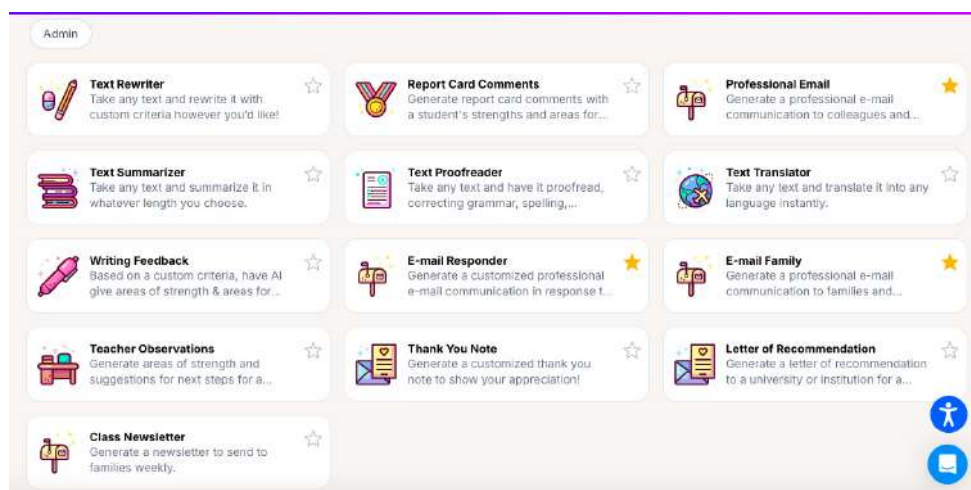 Admin
Text Rewriter
Take any text and rewrite it with
custom criteria however you'd like!
Report Card Comments
Generate report card comments with
a student's strengths and areas for...
Professional Email
Generate a professional e-mail
communication to colleagues and...
Text Summarizer
Take any text and summarize it in
whatever length you choose.
Text Proofreader
Take any text and have it proofread,
correcting grammar, spelling,...
Text Translator
Take any text and translate it into any
language instantly.
Writing Feedback
Based on a custom criteria, have AI
give areas of strength & areas for...
E-mail Responder
Generate a customized professional
e-mail communication in response t...
E-mail Family
Generate a professional e-mail
communication to families and...
Teacher Observations
Generate areas of strength and
suggestions for next steps for a...
Thank You Note
Generate a customized thank you
note to show your appreciation!
Letter of Recommendation
Generate a letter of recommendation
to a university or institution for a...
Class Newsletter
Generate a newsletter to send to
families weekly.